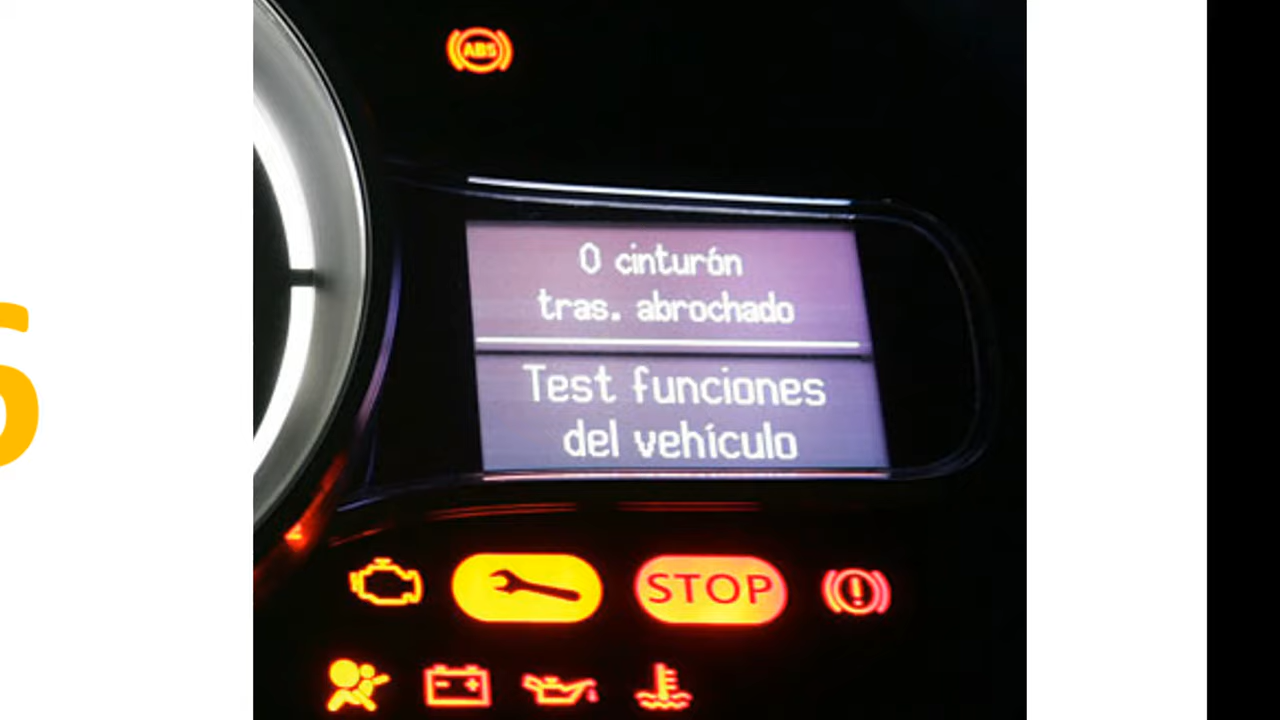 ABS
0 cinturón
tras. abrochado
Test funciones
del vehículo
STOP